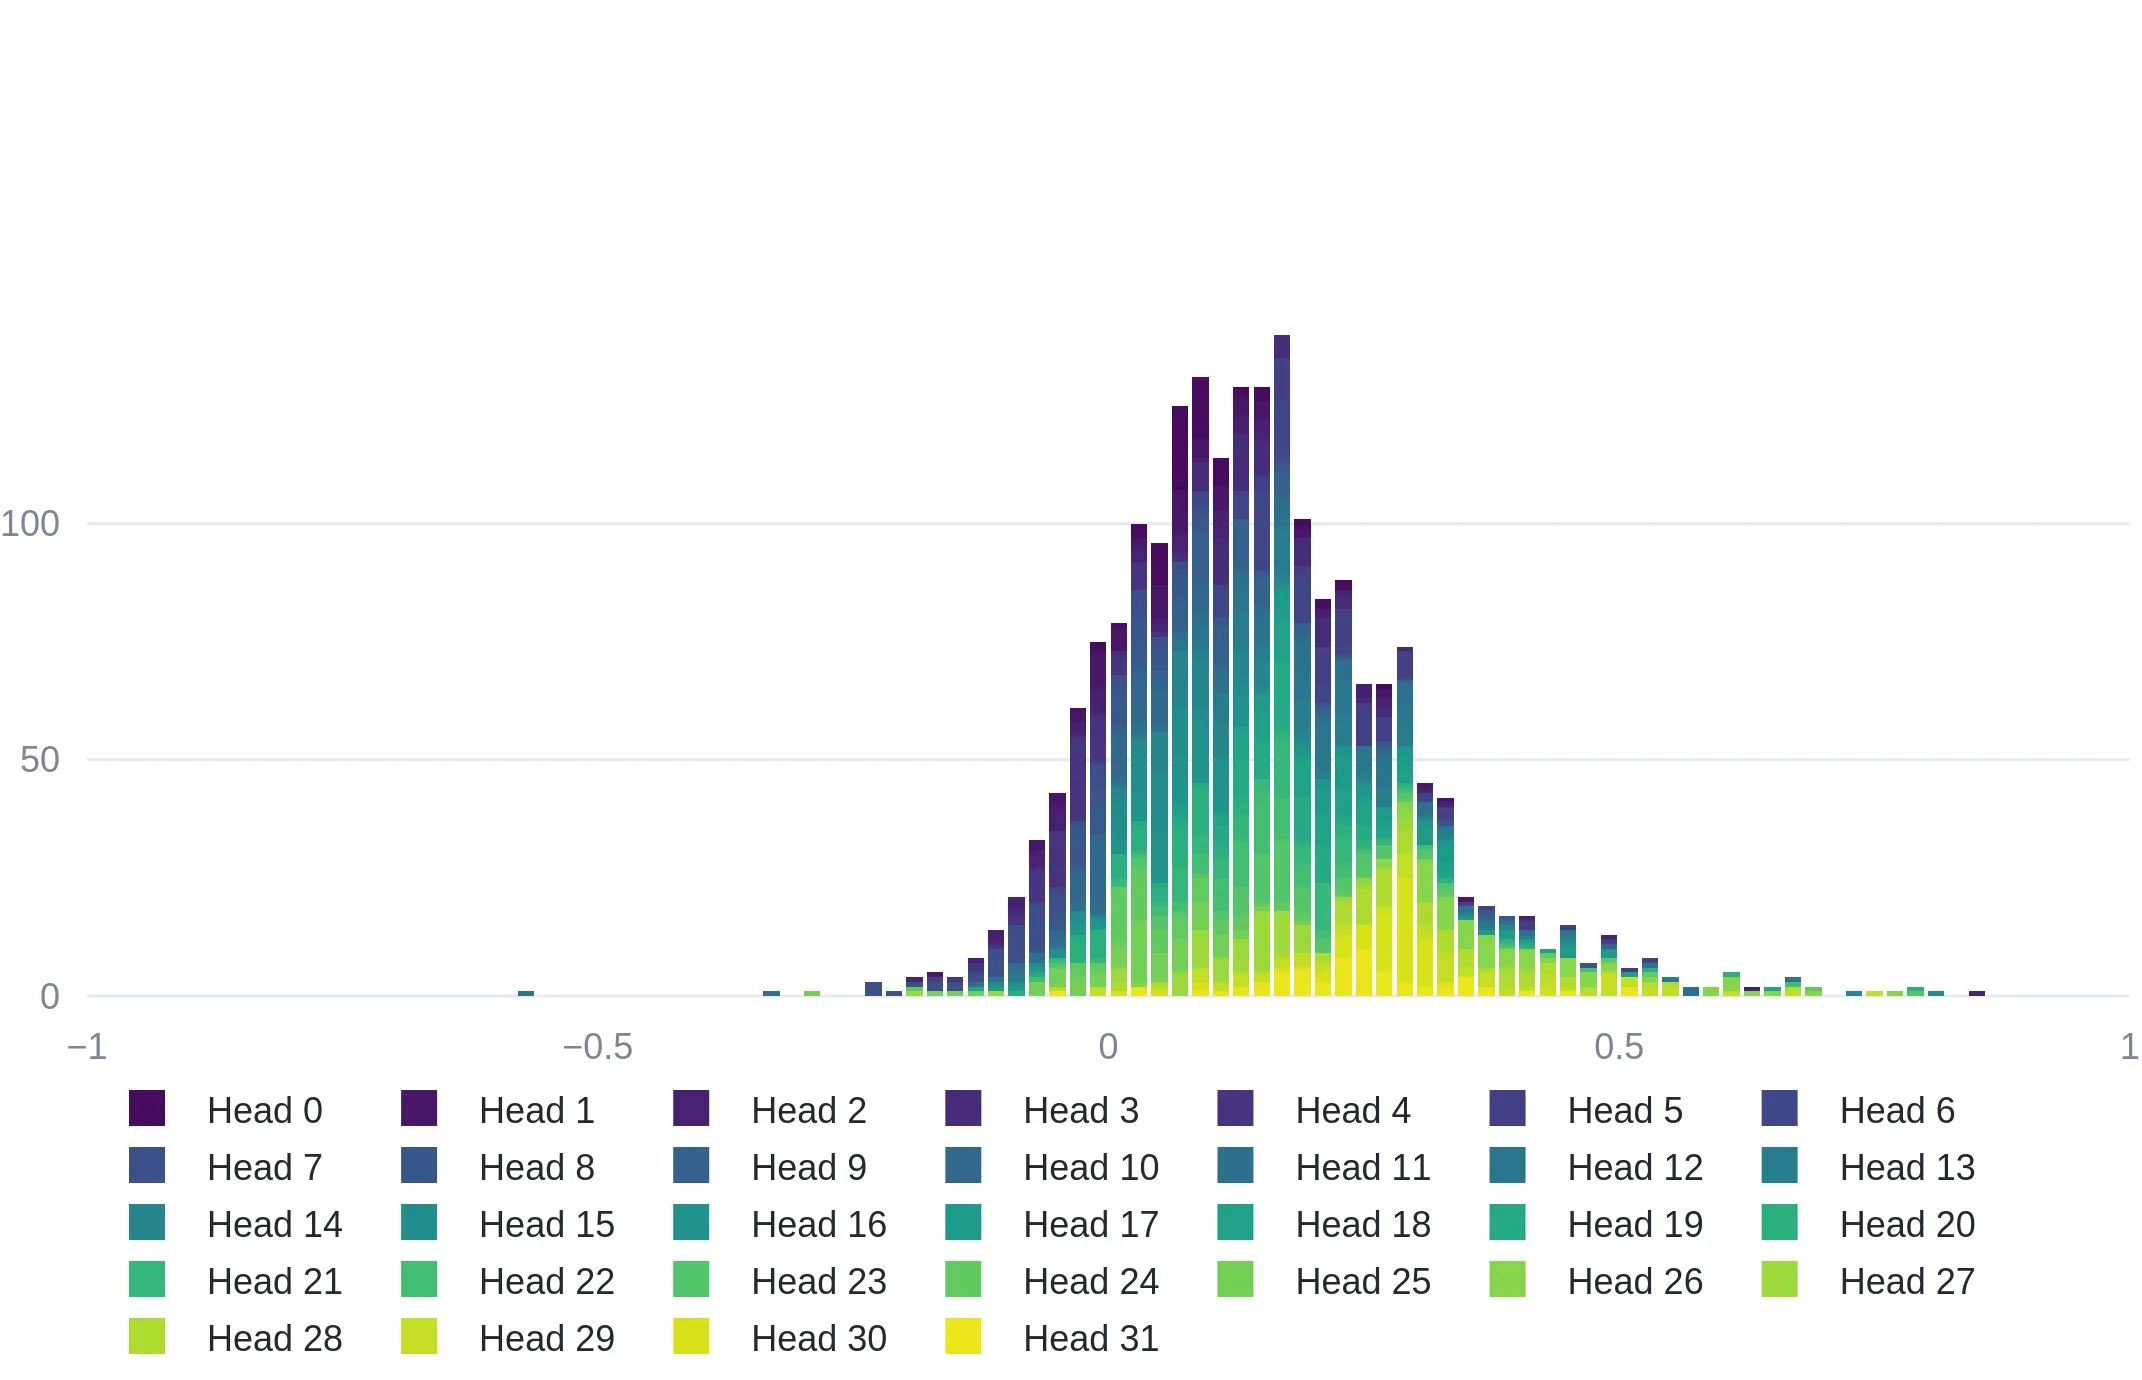 100
50
0
−1 −0.5 0 0.5 1
Head 0 Head 1 Head 2 Head 3 Head 4 Head 5 Head 6
Head 7 Head 8 Head 9 Head 10 Head 11 Head 12 Head 13
Head 14 Head 15 Head 16 Head 17 Head 18 Head 19 Head 20
Head 21 Head 22 Head 23 Head 24 Head 25 Head 26 Head 27
Head 28 Head 29 Head 30 Head 31